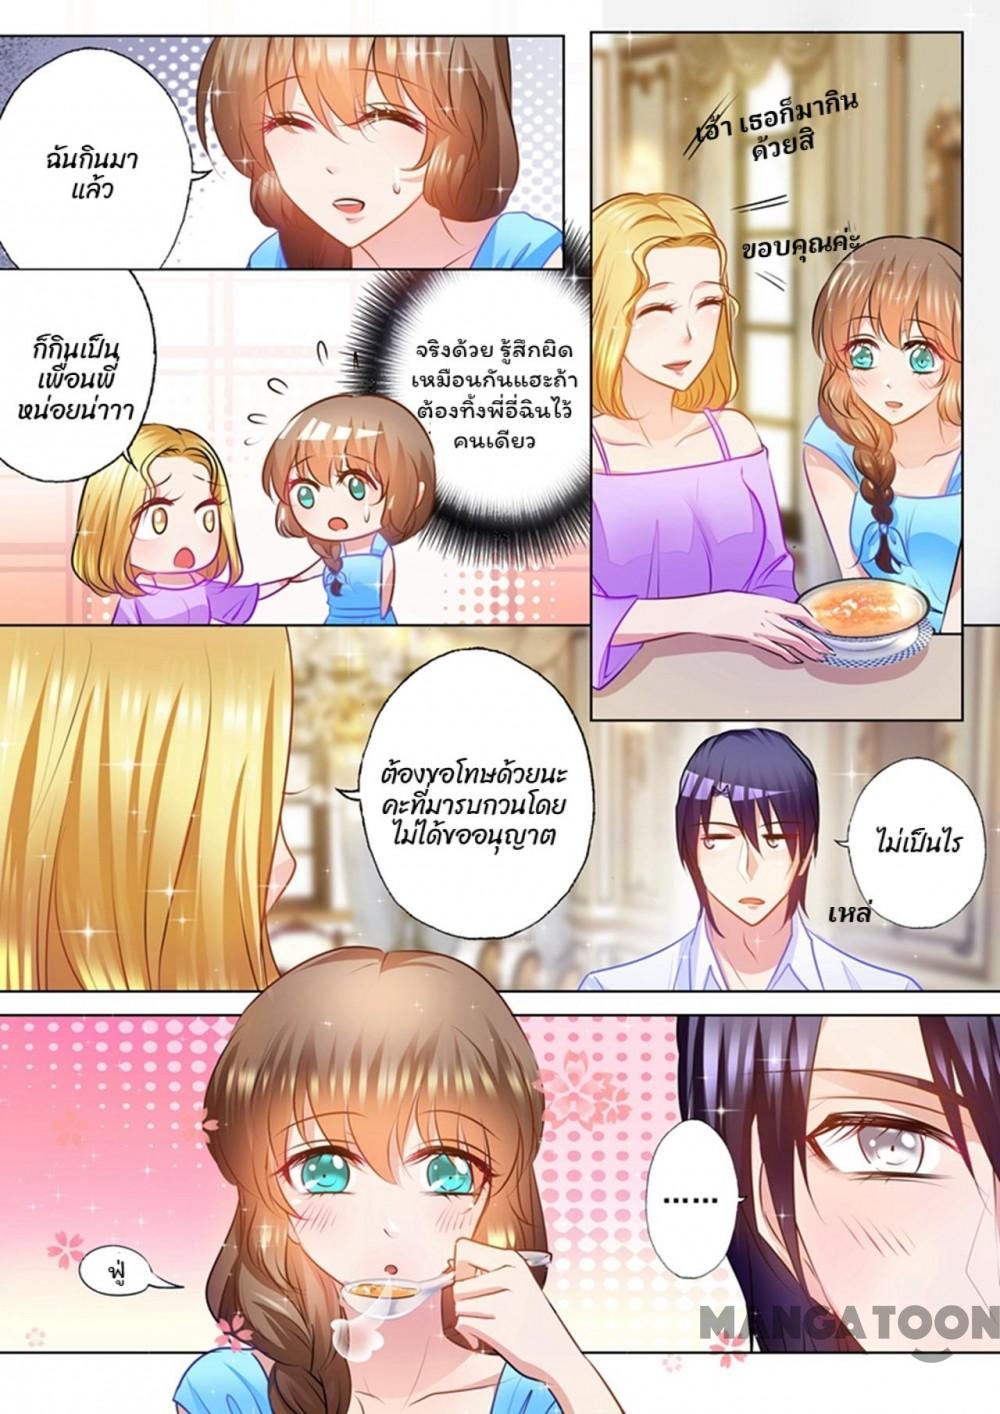 ฉันกินมา
แล้ว
ก็กินเป็น
เพื่อนพี่
หน่อยน่าาา
จริงด้วย รู้สึกผิด
เหมือนกันแฮะถ้า
ต้องทิ้งพี่อี่ฉินไว้
คนเดียว
เอ้า เธอก็มากิน
ด้วยสิ
ขอบคุณค่ะ
ต้องขอโทษด้วยนะ
คะที่มารบกวนโดย
ไม่ได้ขออนุญาต
ไม่เป็นไร
เหล่
ฟู่
......
MANGATOON